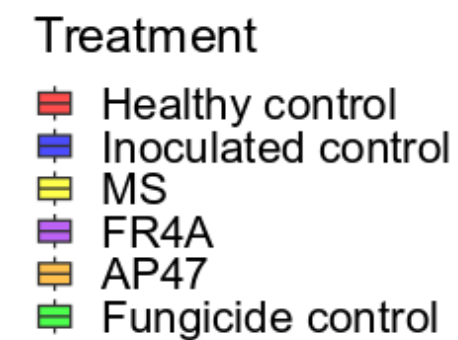 Treatment
Healthy control
Inoculated control
MS
FR4A
AP47
Fungicide control